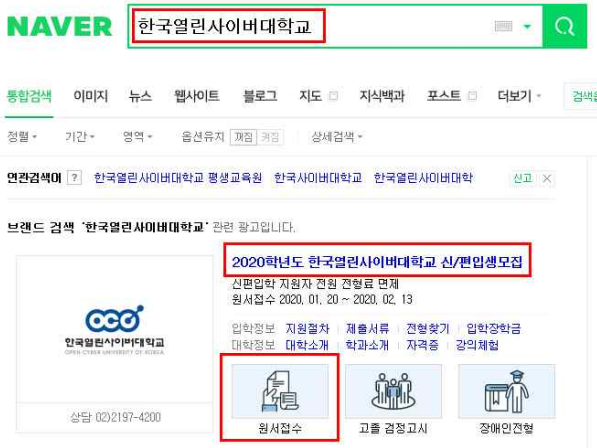 NAVER 한국열린사이버대학교
통합검색 이미지 뉴스 웹사이트 블로그 지도 지식백과 포스트 더보기
정렬 기간 영역 옵션유지 꺼짐 켜짐 상세검색
연관검색어 ? 한국열린사이버대학교 평생교육원 한국사이버대학교 한국열린사이버대학 신고 X
브랜드 검색 '한국열린사이버대학교' 관련 광고입니다.
2020학년도 한국열린사이버대학교 신/편입생모집
신편입학 지원자 전원 전형료 면제
원서접수 2020. 01. 20 ~ 2020. 02. 13
OCU
한국열린사이버대학교
OPEN CYBER UNIVERSITY OF KOREA
입학정보 지원절차 제출서류 전형찾기 입학장학금
대학정보 대학소개 학과소개 자격증 강의체험
상담 02)2197-4200
원서접수 고졸 검정고시 장애인전형